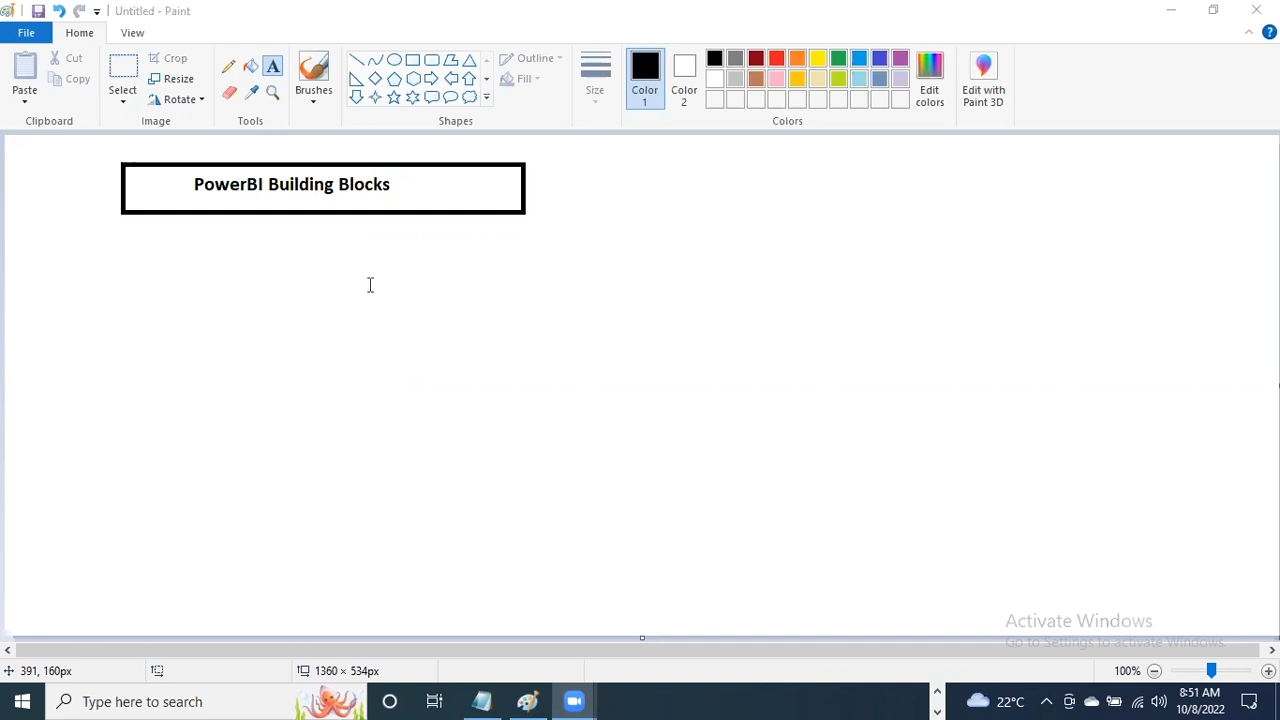 Untitled - Paint
File
Home
View
Paste
Cut
Copy
Clipboard
Select
Crop
Resize
Rotate
Image
A
Tools
Brushes
Outline
Fill
Shapes
Size
Color 1
Color 2
Edit colors
Colors
Edit with Paint 3D
PowerBI Building Blocks
Activate Windows
Go to Settings to activate Windows.
391, 160px
1360 × 534px
100%
Type here to search
22°C
8:51 AM
10/8/2022